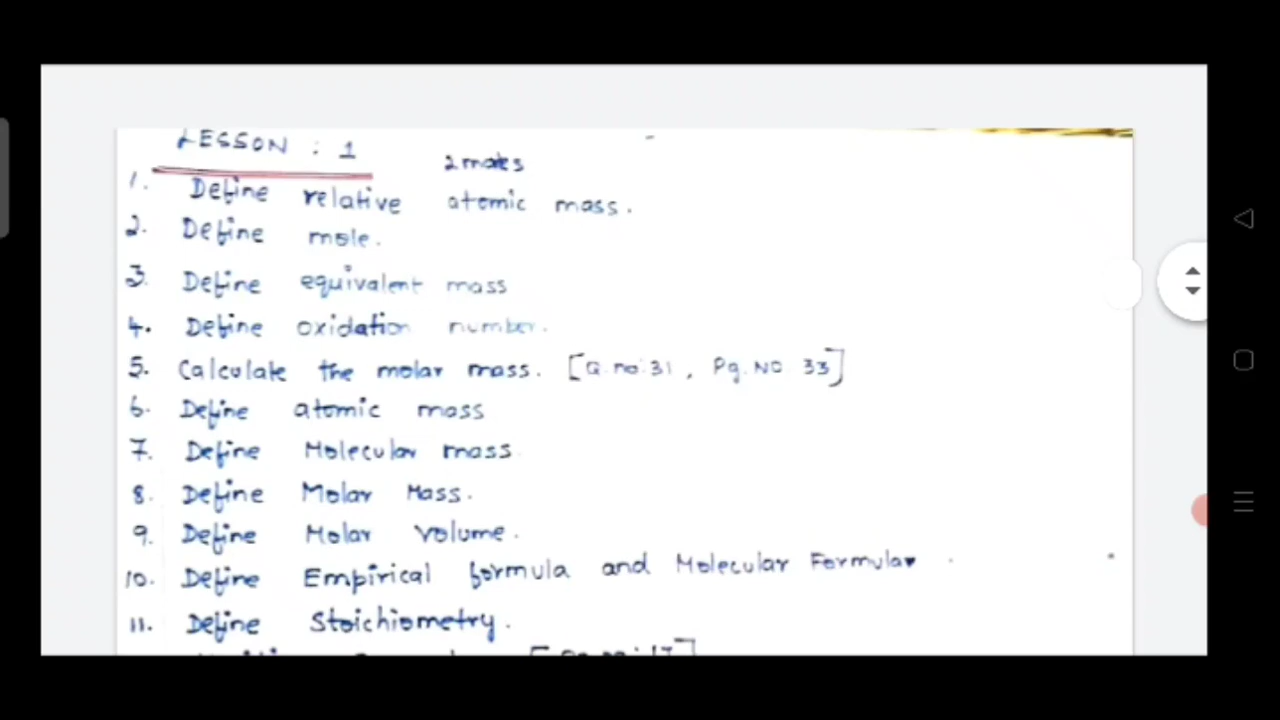 LESSON : 1
2 marks
1. Define relative atomic mass.
2. Define mole.
3. Define equivalent mass
4. Define oxidation number.
5. Calculate the molar mass. [Q.no:31, Pg.No 33]
6. Define atomic mass
7. Define Molecular mass
8. Define Molar Mass.
9. Define Molar Volume.
10. Define Empirical formula and Molecular Formula
11. Define Stoichiometry.